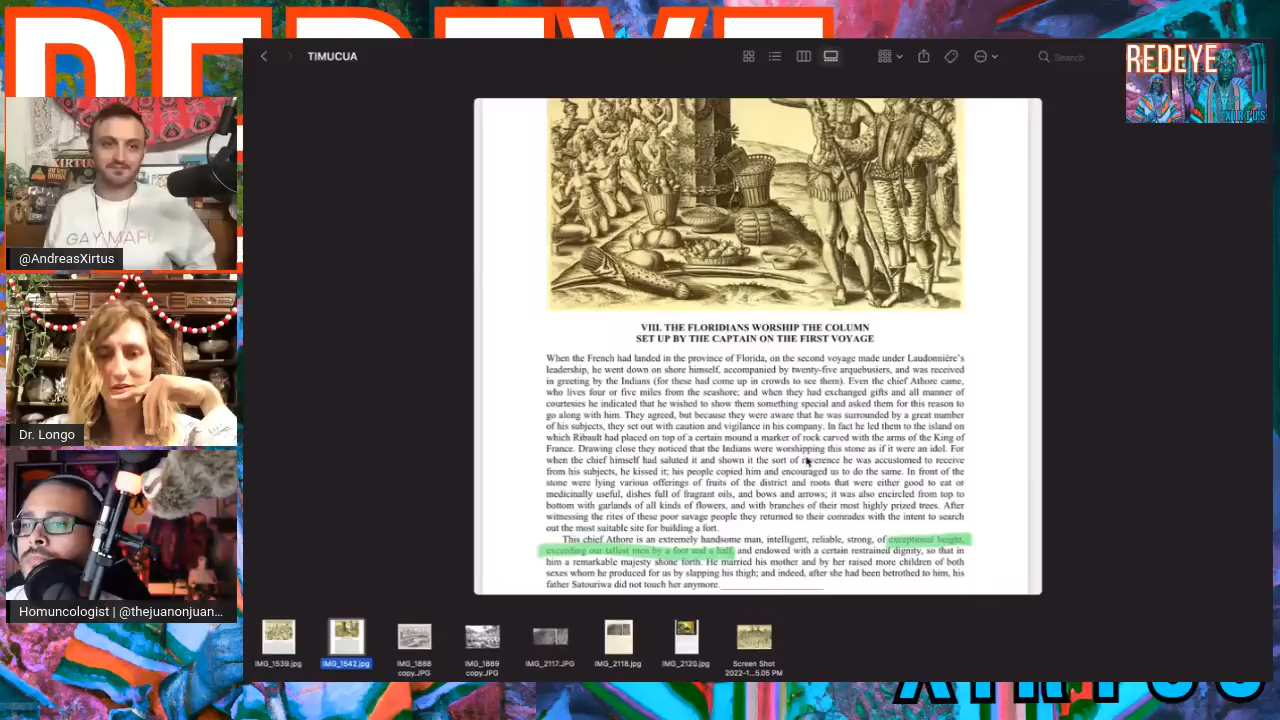 REDEYE
TIMUCUA
Search
REDEYE
XIRTUS
XIRTUS
GAY MAFIA
@AndreasXirtus
Dr. Longo
Homuncologist | @thejuanonjuan...
VIII. THE FLORIDIANS WORSHIP THE COLUMN
SET UP BY THE CAPTAIN ON THE FIRST VOYAGE
When the French had landed in the province of Florida, on the second voyage made under Laudonnière's
leadership, he went down on shore himself, accompanied by twenty-five arquebusiers, and was received
in greeting by the Indians (for these had come up in crowds to see them). Even the chief Athore came,
who lives four or five miles from the seashore; and when they had exchanged gifts and all manner of
courtesies he indicated that he wished to show them something special and asked them for this reason to
go along with him. They agreed, but because they were aware that he was surrounded by a great number
of his subjects, they set out with caution and vigilance in his company. In fact he led them to the island on
which Ribault had placed on top of a certain mound a marker of rock carved with the arms of the King of
France. Drawing close they noticed that the Indians were worshipping this stone as if it were an idol. For
when the chief himself had saluted it and shown it the sort of reverence he was accustomed to receive
from his subjects, he kissed it; his people copied him and encouraged us to do the same. In front of the
stone were lying various offerings of fruits of the district and roots that were either good to eat or
medicinally useful, dishes full of fragrant oils, and bows and arrows; it was also encircled from top to
bottom with garlands of all kinds of flowers, and with branches of their most highly prized trees. After
witnessing the rites of these poor savage people they returned to their comrades with the intent to search
out the most suitable site for building a fort.
This chief Athore is an extremely handsome man, intelligent, reliable, strong, of exceptional height,
exceeding our tallest men by a foot and a half, and endowed with a certain restrained dignity, so that in
him a remarkable majesty shone forth. He married his mother and by her raised more children of both
sexes whom he produced for us by slapping his thigh; and indeed, after she had been betrothed to him, his
father Satouriwa did not touch her anymore.
IMG_1539.jpg
IMG_1542.jpg
IMG_1888
copy.JPG
IMG_1889
copy.JPG
IMG_2117.JPG
IMG_2118.jpg
IMG_2120.jpg
Screen Shot
2022-1...5.05 PM
XIRTUS